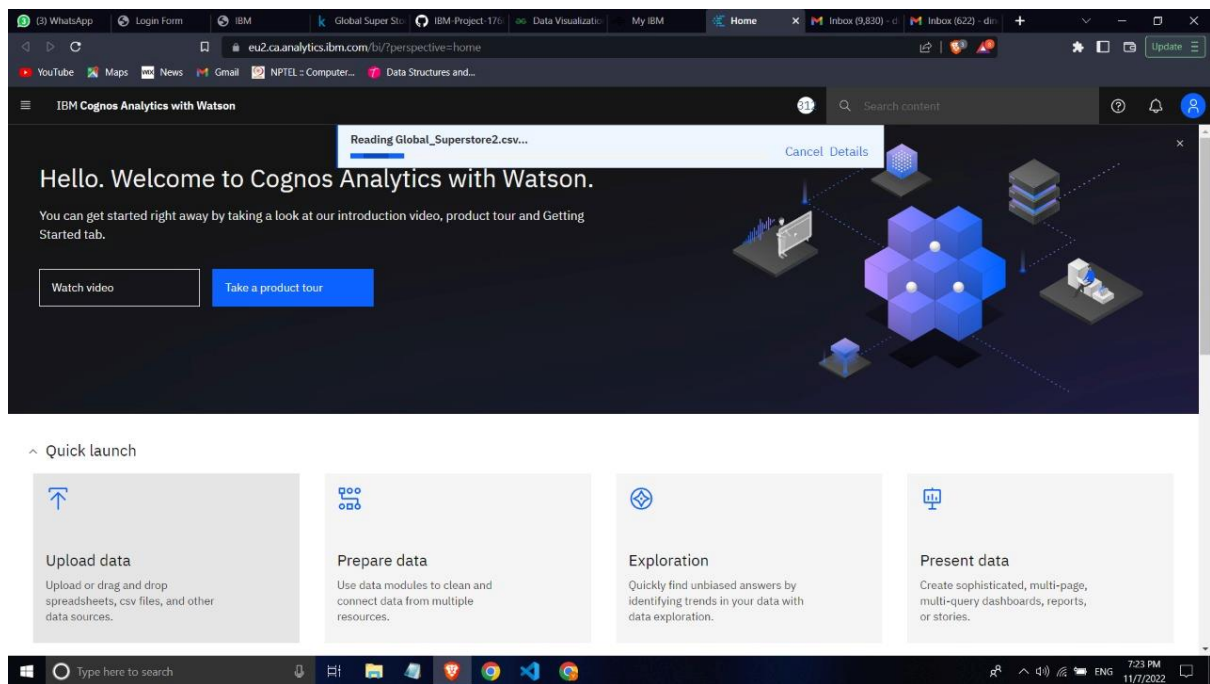 (3) WhatsApp Login Form IBM Global Super Sto IBM-Project-176 Data Visualizatio My IBM Home Inbox (9,830) - d Inbox (622) - din
eu2.ca.analytics.ibm.com/bi/?perspective=home Update
YouTube Maps News Gmail NPTEL :: Computer... Data Structures and...
IBM Cognos Analytics with Watson 31 Search content
Reading Global_Superstore2.csv...
Cancel Details
Hello. Welcome to Cognos Analytics with Watson.
You can get started right away by taking a look at our introduction video, product tour and Getting
Started tab.
Watch video Take a product tour
Quick launch
Upload data
Upload or drag and drop
spreadsheets, csv files, and other
data sources.
Prepare data
Use data modules to clean and
connect data from multiple
resources.
Exploration
Quickly find unbiased answers by
identifying trends in your data with
data exploration.
Present data
Create sophisticated, multi-page,
multi-query dashboards, reports,
or stories.
Type here to search ENG 7:23 PM
11/7/2022